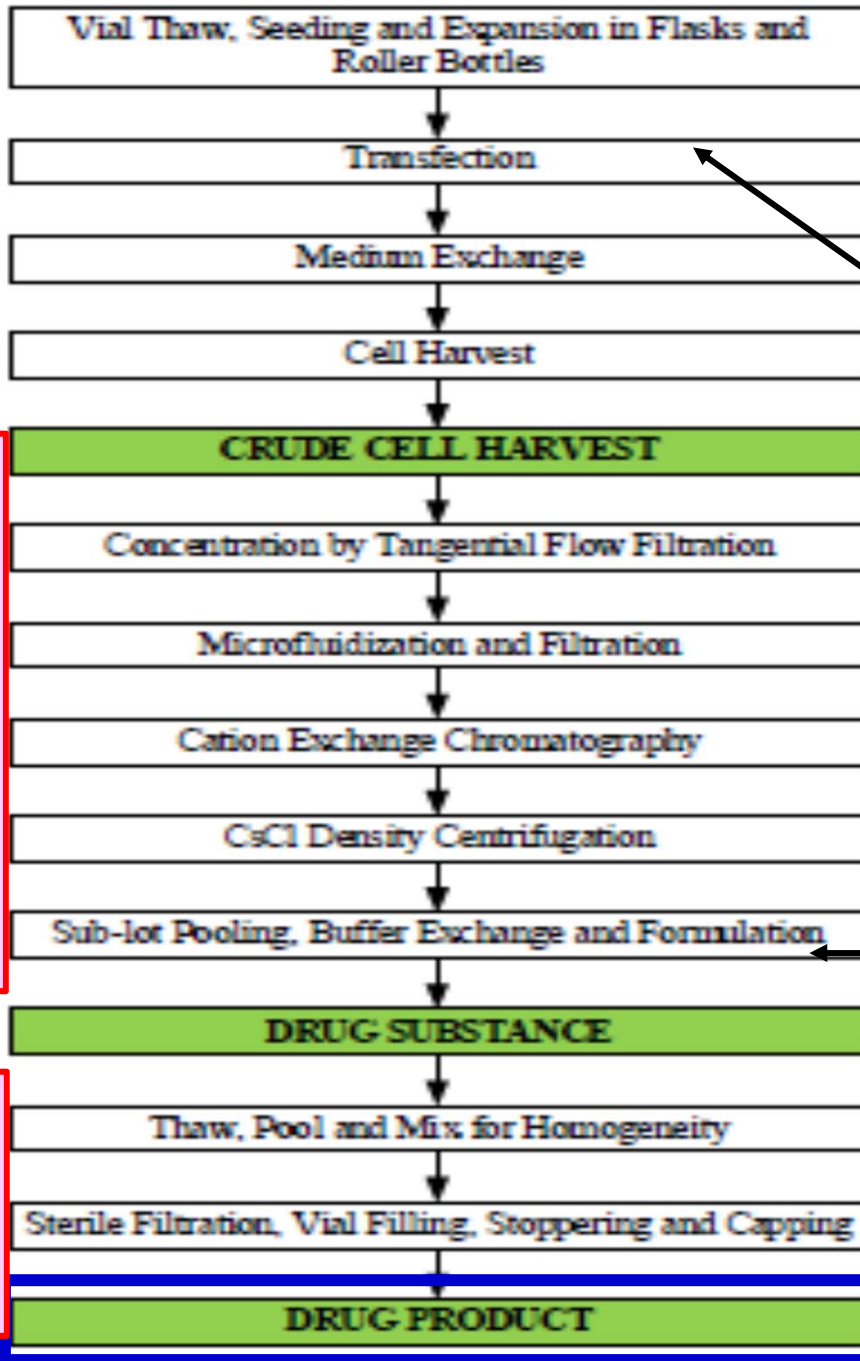 Vial Thaw, Seeding and Expansion in Flasks and
Roller Bottles
Transfection
Medium Exchange
Cell Harvest
CRUDE CELL HARVEST
Concentration by Tangential Flow Filtration
Microfluidization and Filtration
Cation Exchange Chromatography
CsCl Density Centrifugation
Sub-lot Pooling, Buffer Exchange and Formulation
DRUG SUBSTANCE
Thaw, Pool and Mix for Homogeneity
Sterile Filtration, Vial Filling, Stoppering and Capping
DRUG PRODUCT